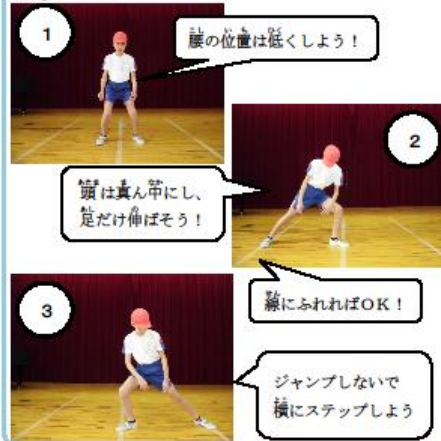 1
腰の位置は低くしよう！
2
頭は真ん中にし、
足だけ伸ばそう！
線にふれればOK！
3
ジャンプしないで
横にステップしよう